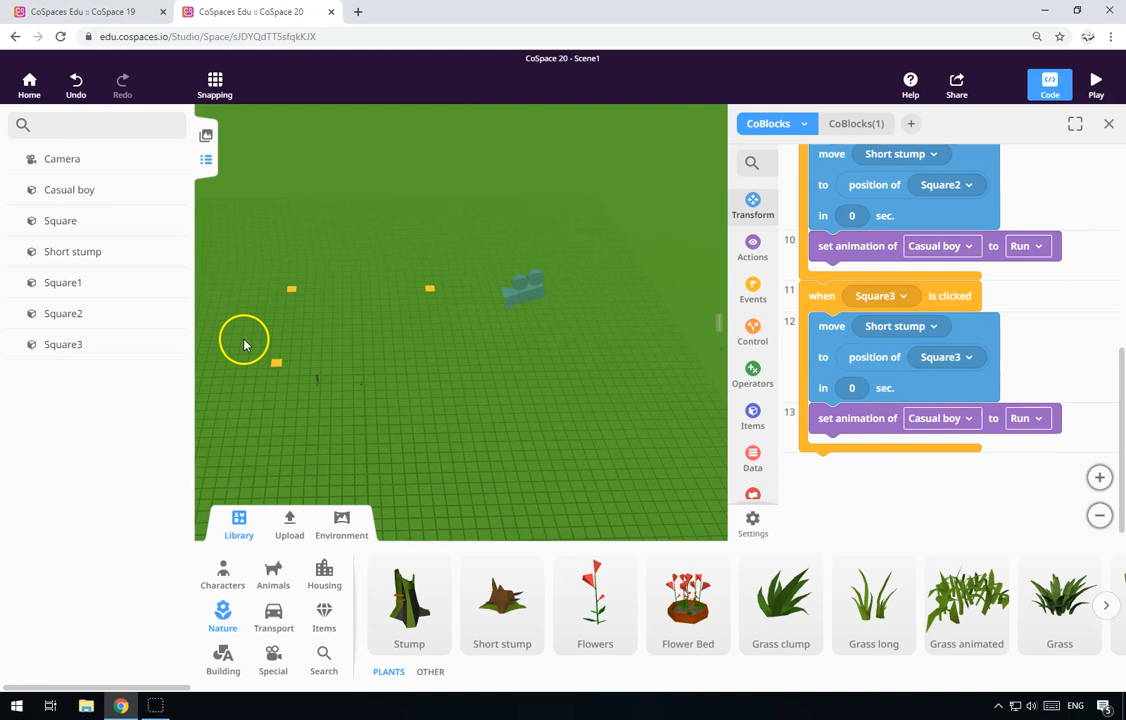 CoSpaces Edu :: CoSpace 19
CoSpaces Edu :: CoSpace 20
edu.cospaces.io/Studio/Space/sJDYQdTT5sfqkKJX
CoSpace 20 - Scene1
Home
Undo
Redo
Snapping
Help
Share
Code
Play
Camera
Casual boy
Square
Short stump
Square1
Square2
Square3
CoBlocks
CoBlocks(1)
Transform
Actions
Events
Control
Operators
Items
Data
Settings
move Short stump
to position of Square2
in 0 sec.
10 set animation of Casual boy to Run
11 when Square3 is clicked
12 move Short stump
to position of Square3
in 0 sec.
13 set animation of Casual boy to Run
Library
Upload
Environment
Characters
Animals
Housing
Nature
Transport
Items
Building
Special
Search
Stump
Short stump
Flowers
Flower Bed
Grass clump
Grass long
Grass animated
Grass
PLANTS
OTHER
ENG
5